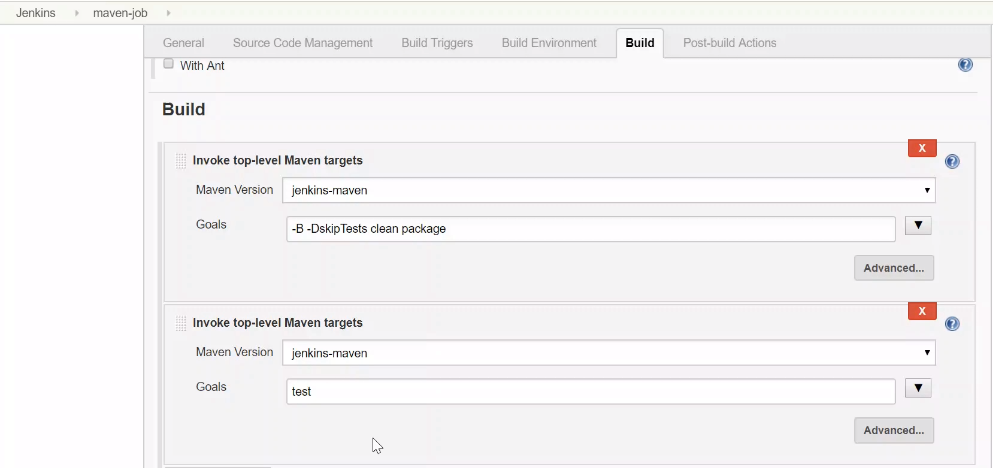 Jenkins maven-job
General Source Code Management Build Triggers Build Environment Build Post-build Actions
With Ant
?
Build
X
Invoke top-level Maven targets
?
Maven Version jenkins-maven
Goals -B -DskipTests clean package
Advanced...
X
Invoke top-level Maven targets
?
Maven Version jenkins-maven
Goals test
Advanced...